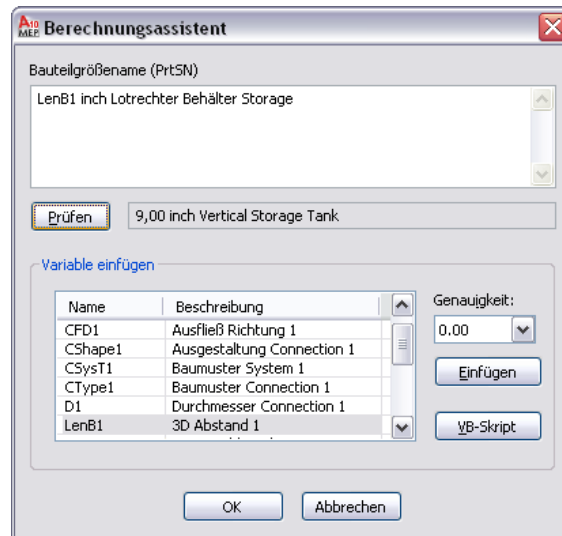 A10 MEP Berechnungsassistent
Bauteilgrößename (PrtSN)
LenB1 inch Lotrechter Behälter Storage
Prüfen 9,00 inch Vertical Storage Tank
Variable einfügen
Name Beschreibung
CFD1 Ausfließ Richtung 1
CShape1 Ausgestaltung Connection 1
CSysT1 Baumuster System 1
CType1 Baumuster Connection 1
D1 Durchmesser Connection 1
LenB1 3D Abstand 1
Genauigkeit:
0.00
Einfügen
VB-Skript
OK Abbrechen